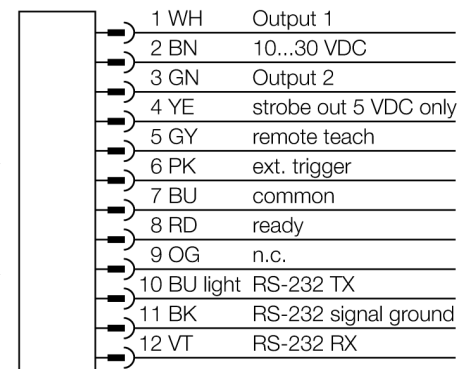 1 WH Output 1
2 BN 10...30 VDC
3 GN Output 2
4 YE strobe out 5 VDC only
5 GY remote teach
6 PK ext. trigger
7 BU common
8 RD ready
9 OG n.c.
10 BU light RS-232 TX
11 BK RS-232 signal ground
12 VT RS-232 RX